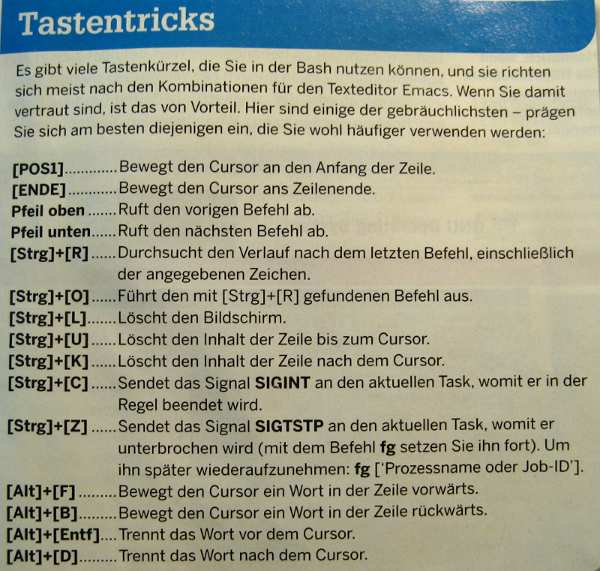 Tastentricks
Es gibt viele Tastenkürzel, die Sie in der Bash nutzen können, und sie richten
sich meist nach den Kombinationen für den Texteditor Emacs. Wenn Sie damit
vertraut sind, ist das von Vorteil. Hier sind einige der gebräuchlichsten – prägen
Sie sich am besten diejenigen ein, die Sie wohl häufiger verwenden werden:
[POS1].............Bewegt den Cursor an den Anfang der Zeile.
[ENDE].............Bewegt den Cursor ans Zeilenende.
Pfeil oben.......Ruft den vorigen Befehl ab.
Pfeil unten......Ruft den nächsten Befehl ab.
[Strg]+[R]......Durchsucht den Verlauf nach dem letzten Befehl, einschließlich
der angegebenen Zeichen.
[Strg]+[O]......Führt den mit [Strg]+[R] gefundenen Befehl aus.
[Strg]+[L].......Löscht den Bildschirm.
[Strg]+[U]......Löscht den Inhalt der Zeile bis zum Cursor.
[Strg]+[K]......Löscht den Inhalt der Zeile nach dem Cursor.
[Strg]+[C]......Sendet das Signal SIGINT an den aktuellen Task, womit er in der
Regel beendet wird.
[Strg]+[Z]......Sendet das Signal SIGTSTP an den aktuellen Task, womit er
unterbrochen wird (mit dem Befehl fg setzen Sie ihn fort). Um
ihn später wiederaufzunehmen: fg ['Prozessname oder Job-ID'].
[Alt]+[F].........Bewegt den Cursor ein Wort in der Zeile vorwärts.
[Alt]+[B].........Bewegt den Cursor ein Wort in der Zeile rückwärts.
[Alt]+[Entf]....Trennt das Wort vor dem Cursor.
[Alt]+[D].........Trennt das Wort nach dem Cursor.